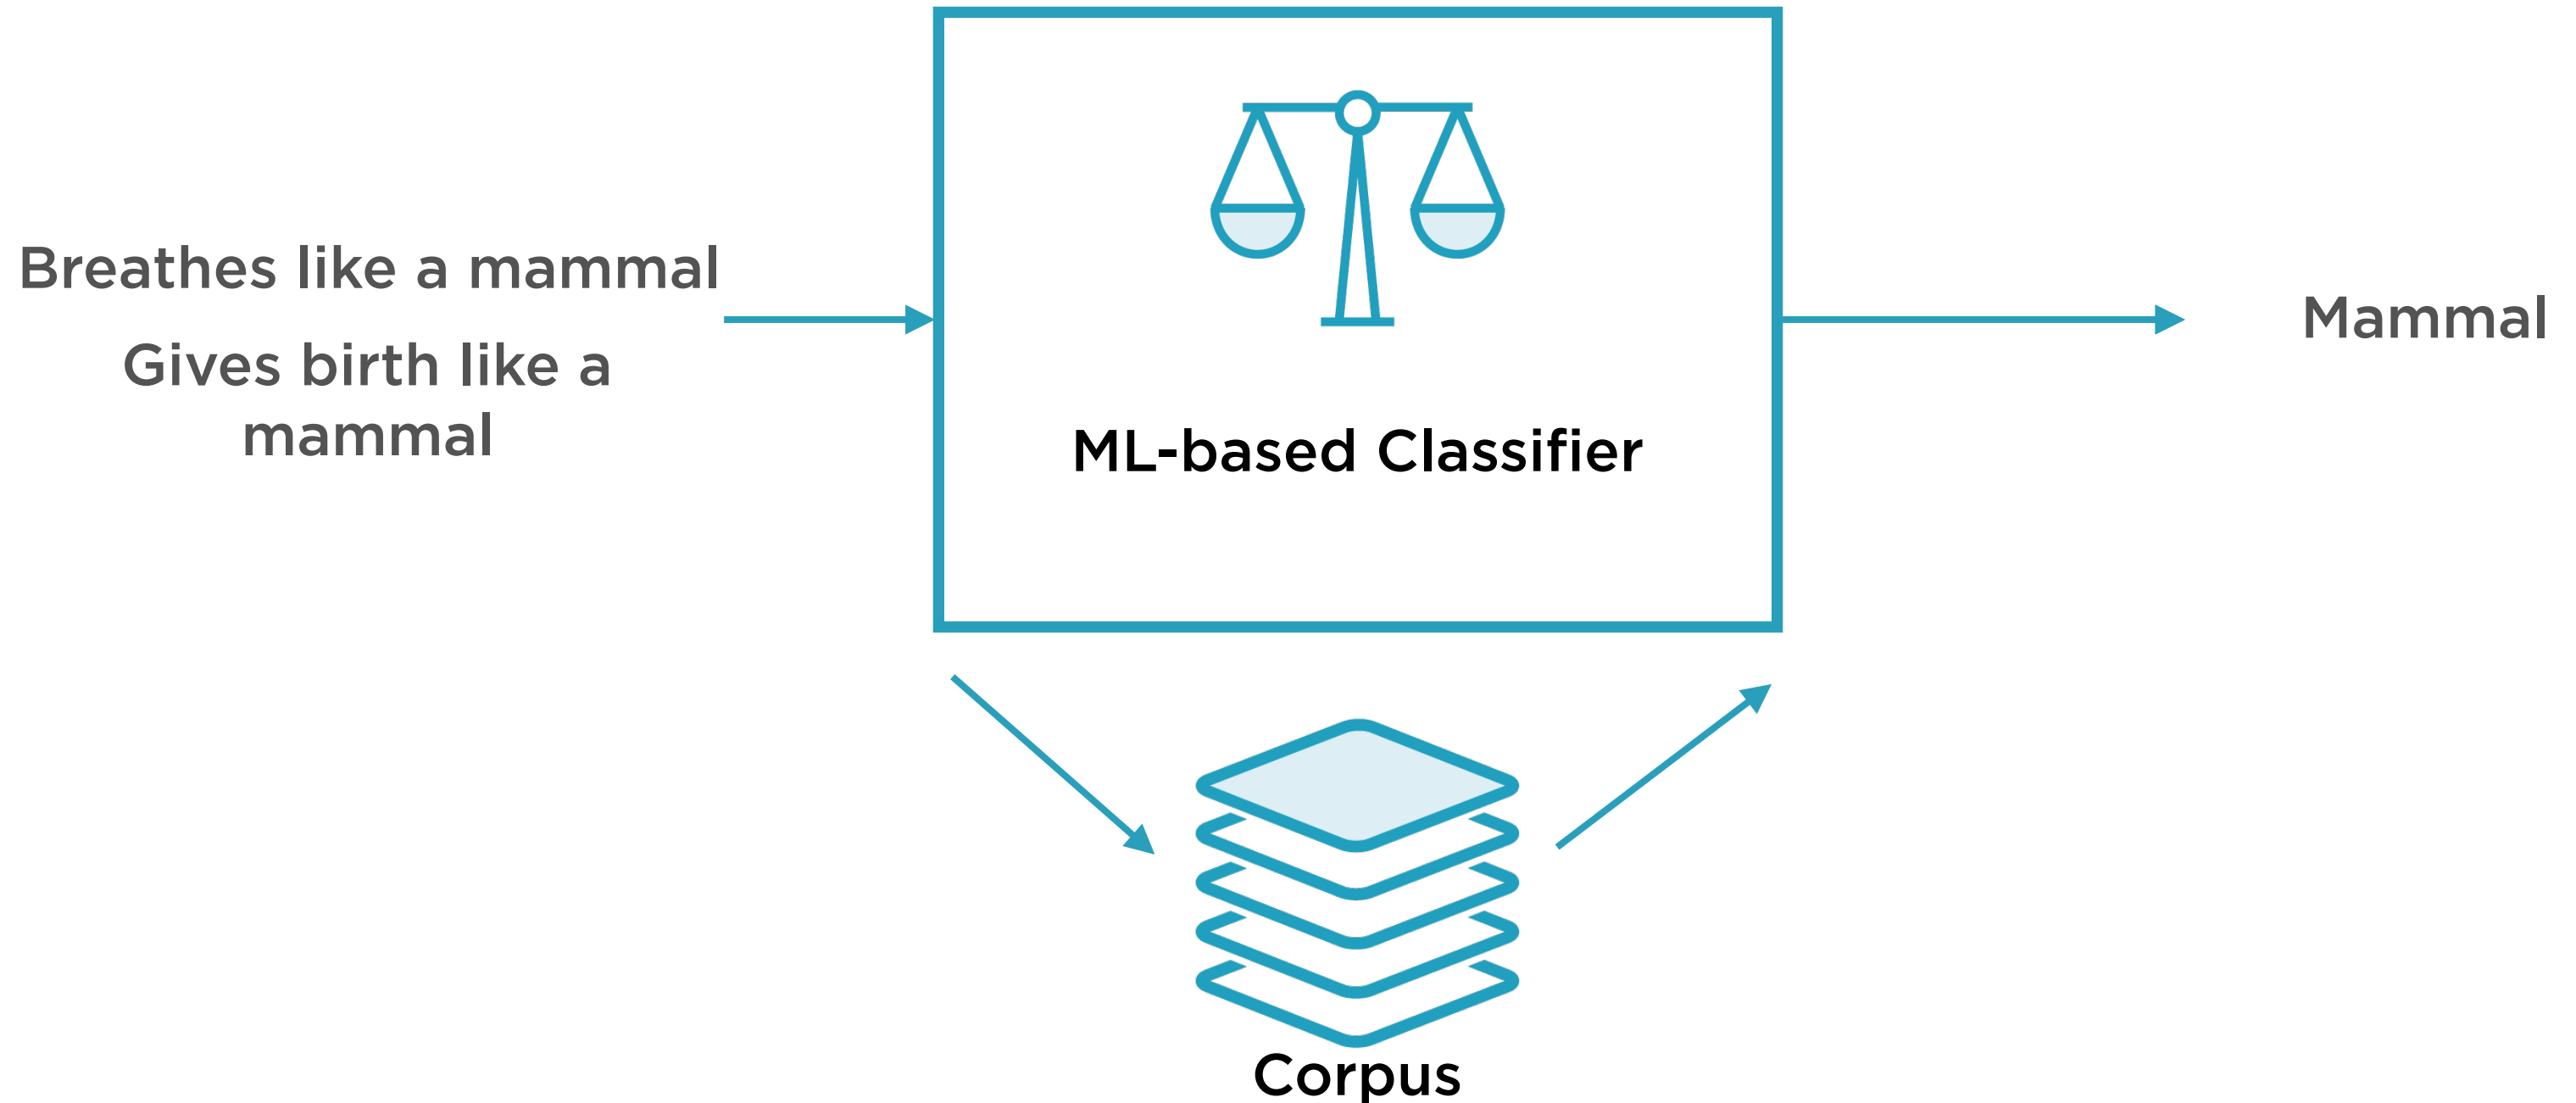 Breathes like a mammal
Gives birth like a
mammal
ML-based Classifier
Mammal
Corpus